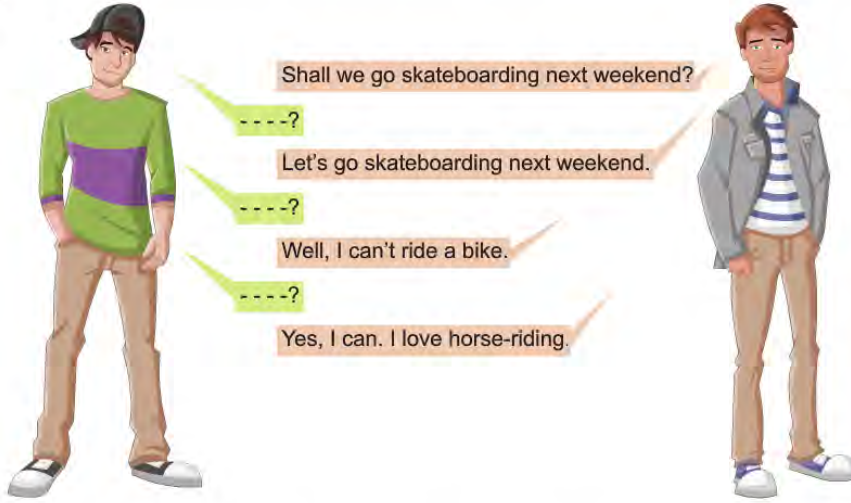 Shall we go skateboarding next weekend?
- - - -?
Let's go skateboarding next weekend.
- - - -?
Well, I can't ride a bike.
- - - -?
Yes, I can. I love horse-riding.